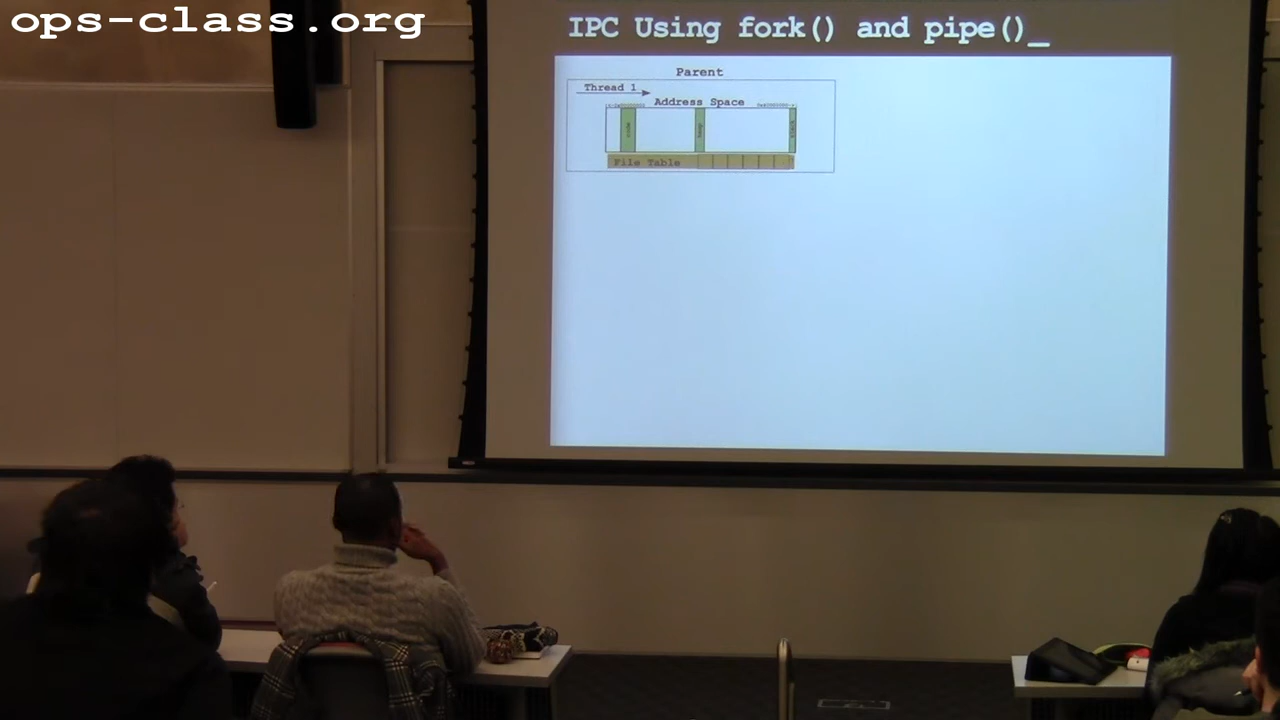 ops-class.org
IPC Using fork() and pipe()_
Parent
Thread 1
Address Space
File Table